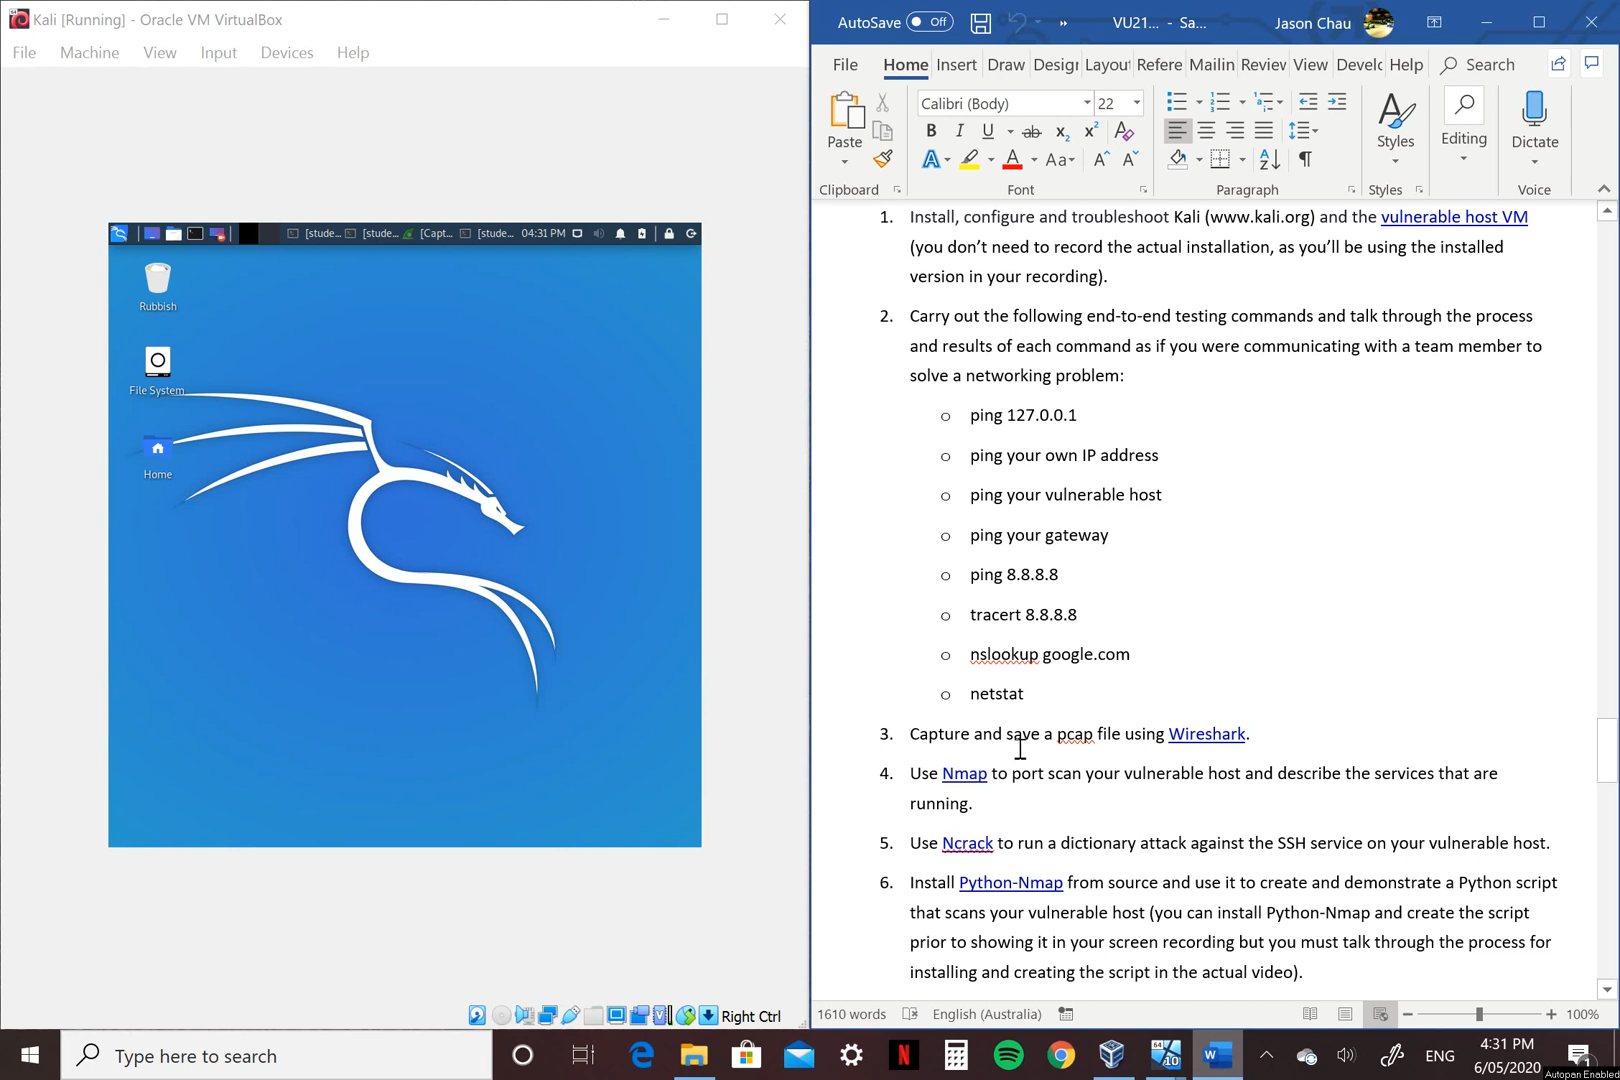 Kali [Running] - Oracle VM VirtualBox
File Machine View Input Devices Help
[stude... [stude... [Capt... [stude... 04:31 PM
Rubbish
File System
Home
Right Ctrl
AutoSave Off VU21... - Sa... Jason Chau
File Home Insert Draw Design Layou Refere Mailin Review View Develo Help Search
Calibri (Body) 22
Paste B I U ab x₂ x² A
A A Aa A A
Styles Editing Dictate
Clipboard Font Paragraph Styles Voice
1. Install, configure and troubleshoot Kali (www.kali.org) and the vulnerable host VM
(you don’t need to record the actual installation, as you’ll be using the installed
version in your recording).
2. Carry out the following end-to-end testing commands and talk through the process
and results of each command as if you were communicating with a team member to
solve a networking problem:
o ping 127.0.0.1
o ping your own IP address
o ping your vulnerable host
o ping your gateway
o ping 8.8.8.8
o tracert 8.8.8.8
o nslookup google.com
o netstat
3. Capture and save a pcap file using Wireshark.
4. Use Nmap to port scan your vulnerable host and describe the services that are
running.
5. Use Ncrack to run a dictionary attack against the SSH service on your vulnerable host.
6. Install Python-Nmap from source and use it to create and demonstrate a Python script
that scans your vulnerable host (you can install Python-Nmap and create the script
prior to showing it in your screen recording but you must talk through the process for
installing and creating the script in the actual video).
1610 words English (Australia) 100%
Type here to search
64
10
W
ENG
4:31 PM
6/05/2020
1
Autopan Enabled